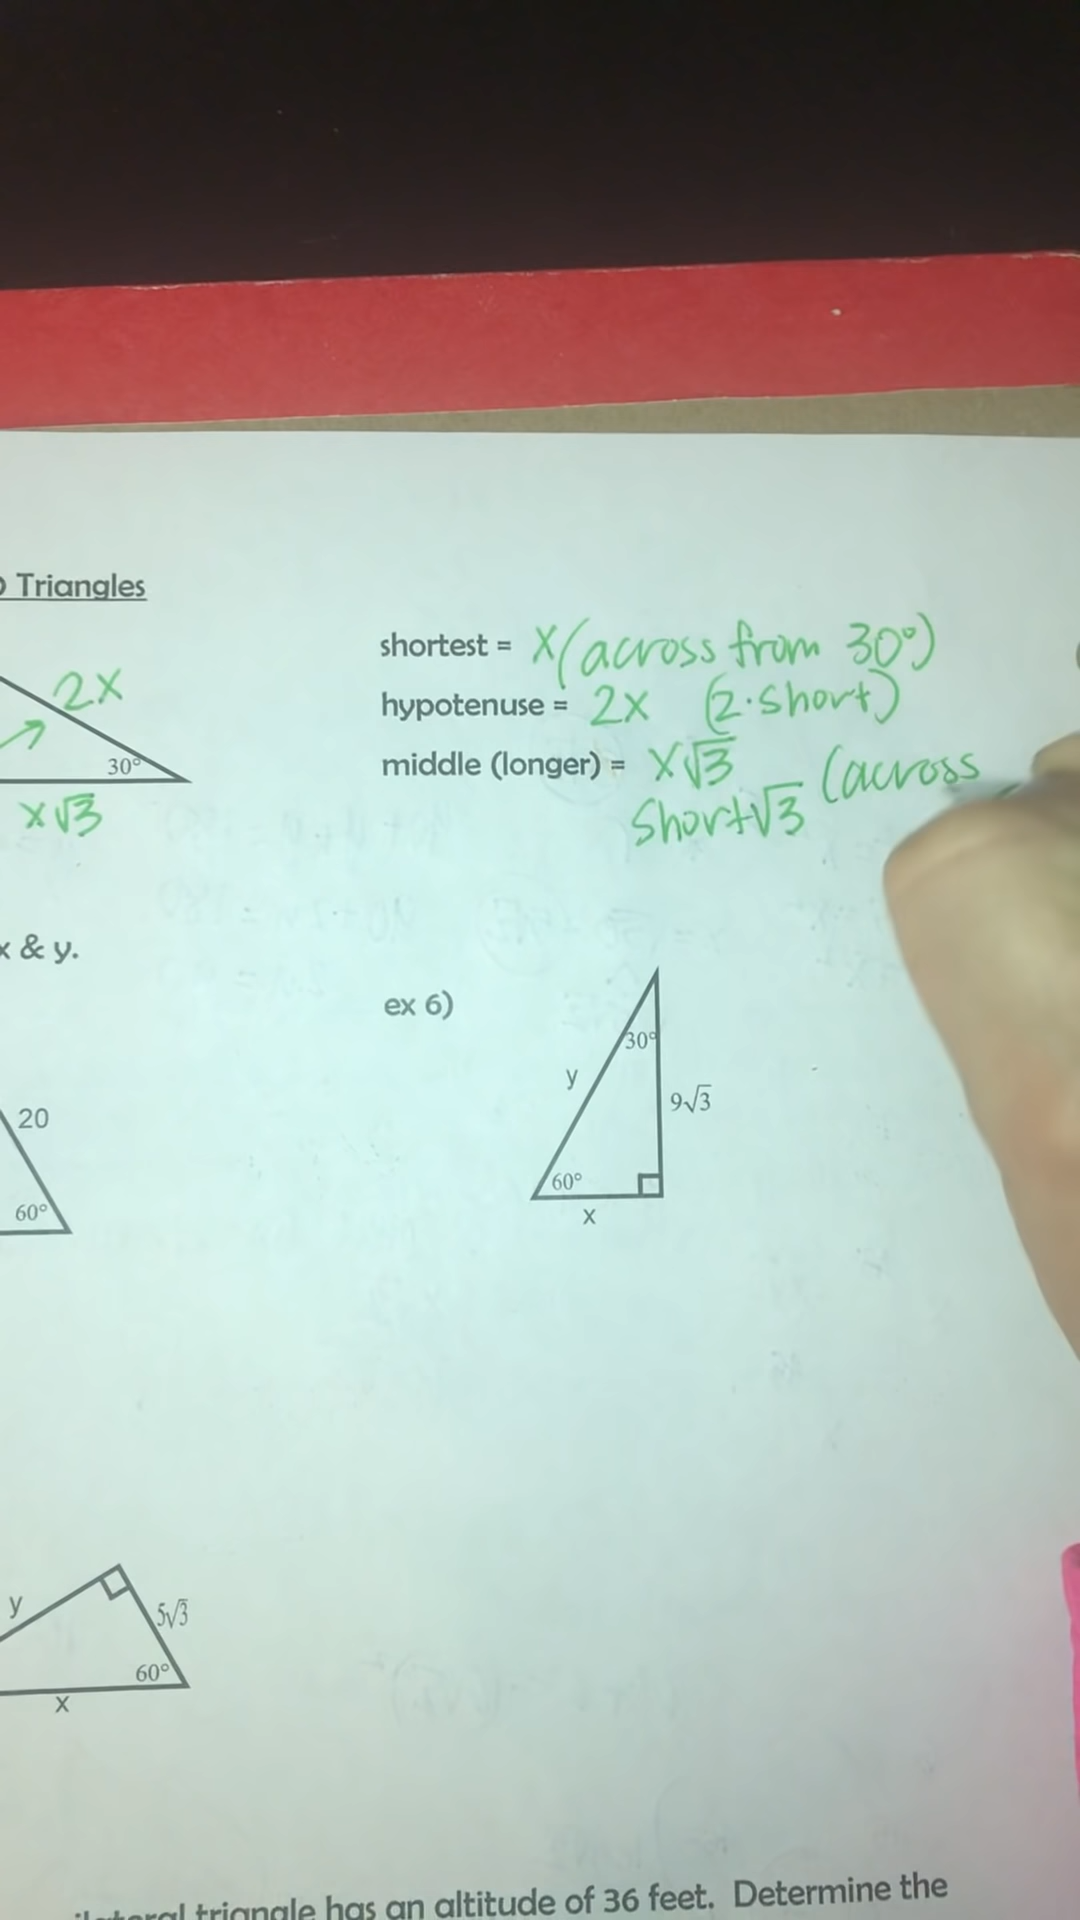 Triangles
shortest = x (across from 30°)
2x
hypotenuse = 2x (2·short)
30°
middle (longer) = x√3 (across
x√3
short√3
x & y.
ex 6)
30°
y
9√3
20
60°
60°
x
y
5√3
60°
x
triangle has an altitude of 36 feet. Determine the